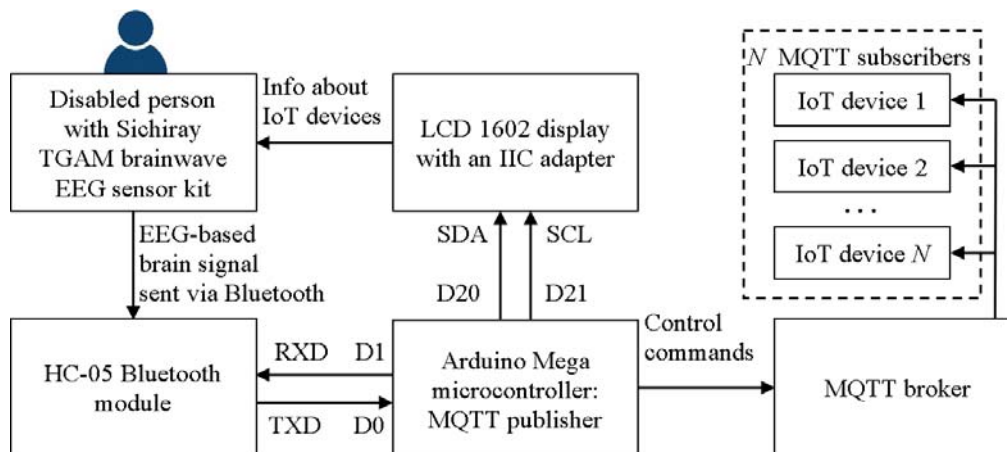 Disabled person
with Sichiray
TGAM brainwave
EEG sensor kit
Info about
IoT devices
LCD 1602 display
with an IIC adapter
N MQTT subscribers
IoT device 1
IoT device 2
...
IoT device N
EEG-based
brain signal
sent via Bluetooth
SDA SCL
D20 D21
HC-05 Bluetooth
module
RXD D1
TXD D0
Arduino Mega
microcontroller:
MQTT publisher
Control
commands
MQTT broker